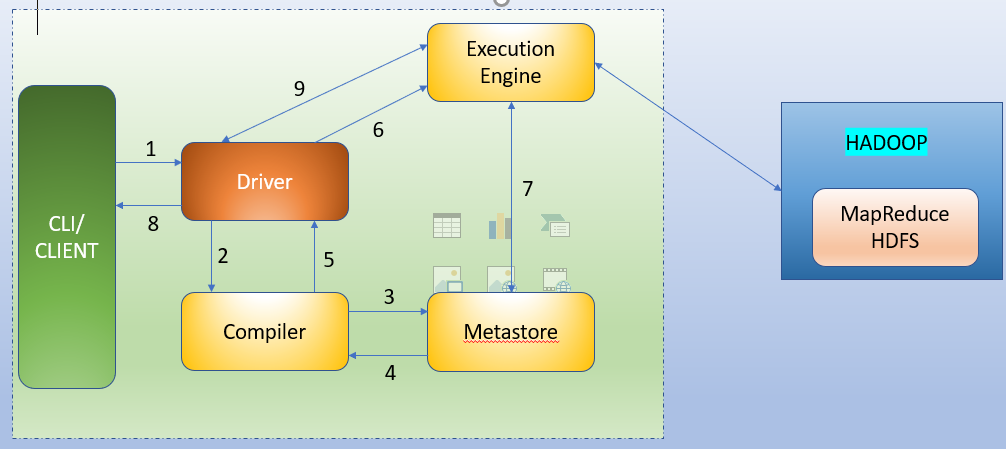 Execution
Engine
9
6
1
Driver
HADOOP
7
MapReduce
HDFS
CLI/
CLIENT
8
2
5
3
Compiler
Metastore
4